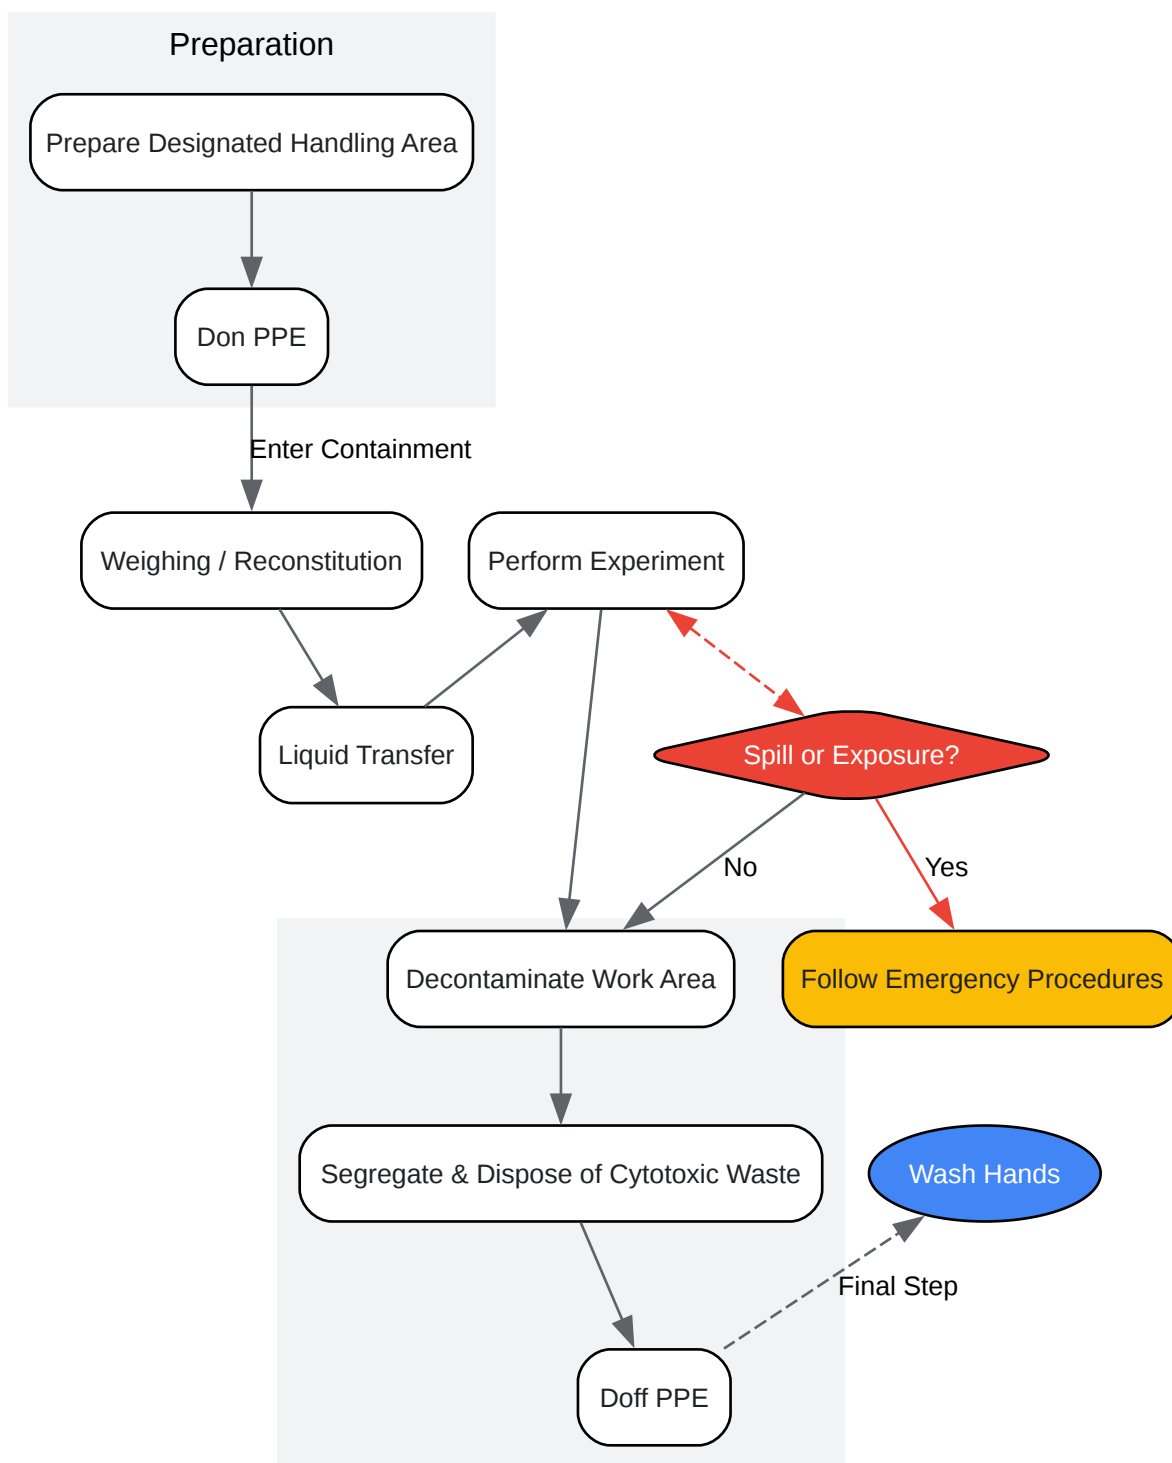 Preparation
Prepare Designated Handling Area
Don PPE
Enter Containment
Weighing / Reconstitution
Perform Experiment
Liquid Transfer
Spill or Exposure?
No
Yes
Decontaminate Work Area
Follow Emergency Procedures
Segregate & Dispose of Cytotoxic Waste
Wash Hands
Final Step
Doff PPE